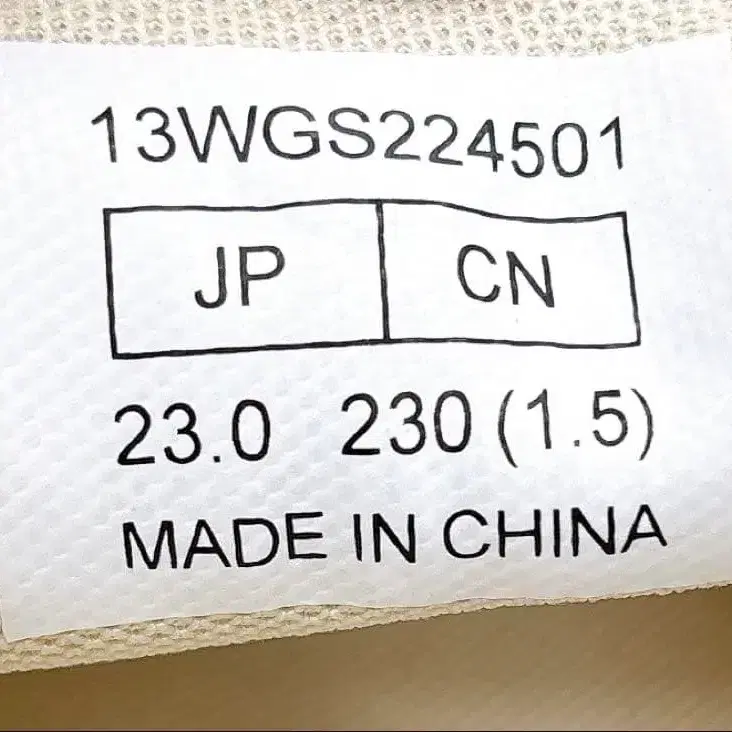 13WGS224501
JP CN
23.0 230 (1.5)
MADE IN CHINA